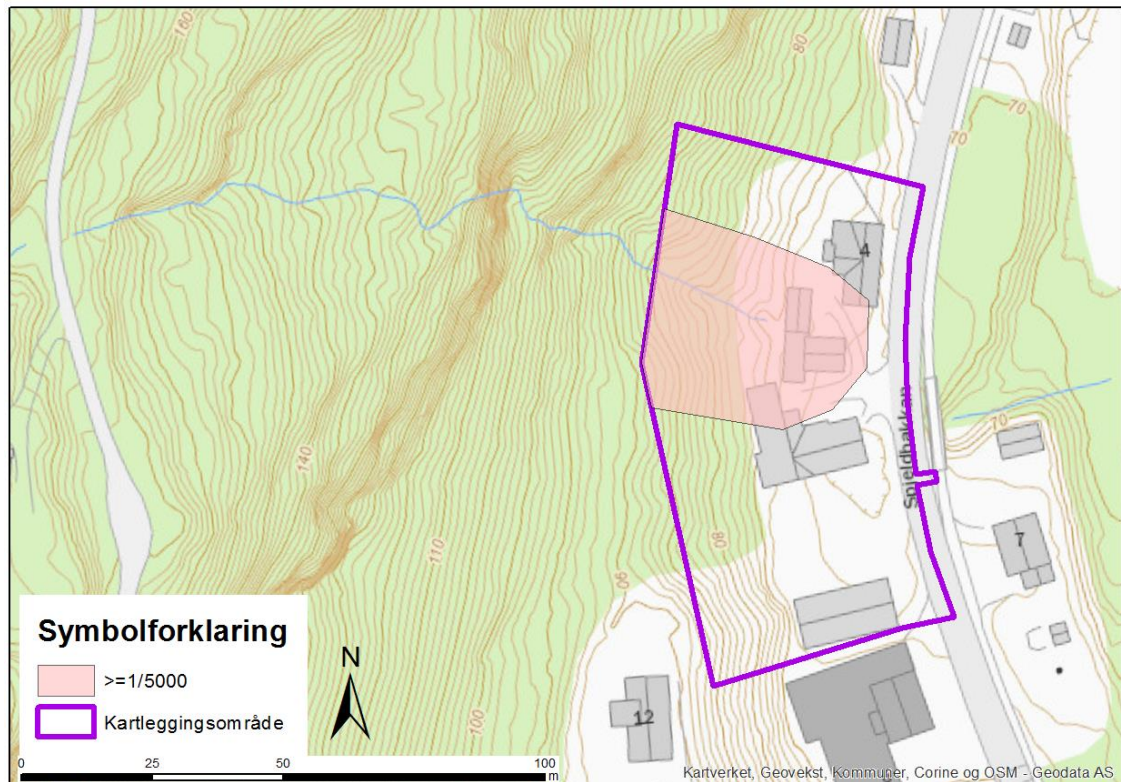 160
80
70
70
4
Spjeldbakkan
70
140
110
80
90
7
100
12
Symbolforklaring
>=1/5000
Kartleggingsområde
N
0 25 50 100
m
Kartverket, Geovekst, Kommuner, Corine og OSM - Geodata AS